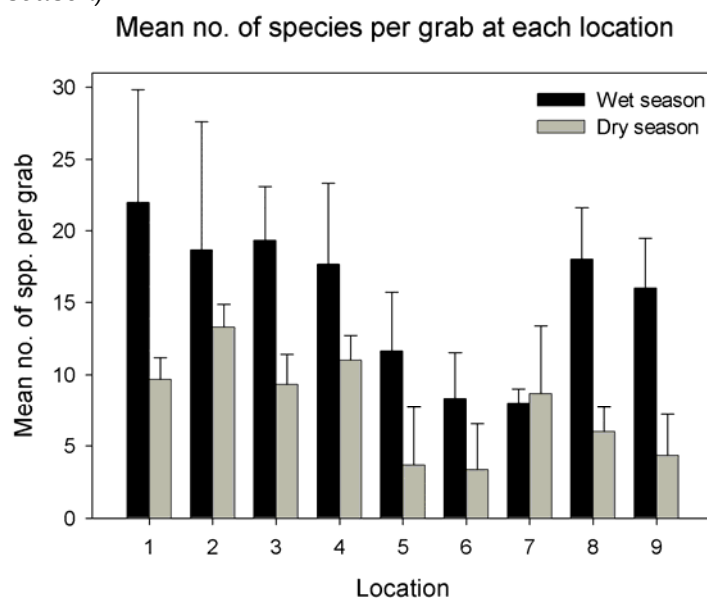 Mean no. of species per grab at each location
30
25
20
15
10
5
0
Mean no. of spp. per grab
Wet season
Dry season
1 2 3 4 5 6 7 8 9
Location